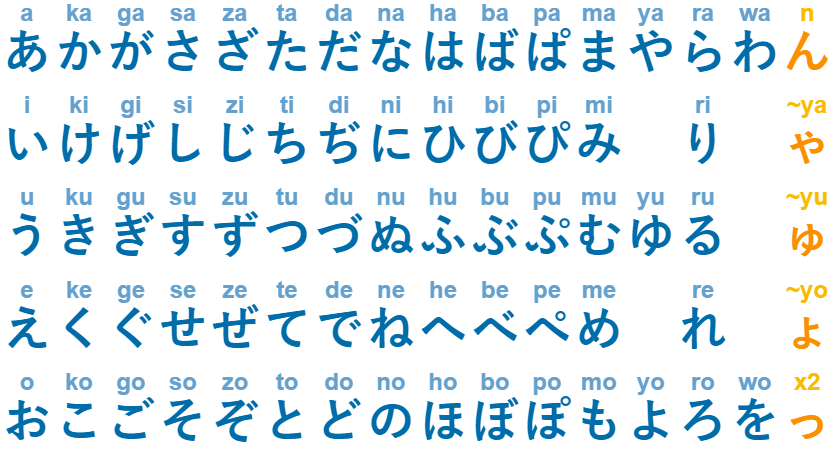 a ka ga sa za ta da na ha ba pa ma ya ra wa n
あ か が さ ざ た だ な は ば ぱ ま や ら わ ん
i ki gi si zi ti di ni hi bi pi mi ri ~ya
い け げ し じ ち ぢ に ひ び ぴ み り ゃ
u ku gu su zu tu du nu hu bu pu mu yu ru ~yu
う き ぎ す ず つ づ ぬ ふ ぶ ぷ む ゆ る ゅ
e ke ge se ze te de ne he be pe me re ~yo
え く ぐ せ ぜ て で ね へ べ ぺ め れ ょ
o ko go so zo to do no ho bo po mo yo ro wo x2
お こ ご そ ぞ と ど の ほ ぼ ぽ も よ ろ を っ